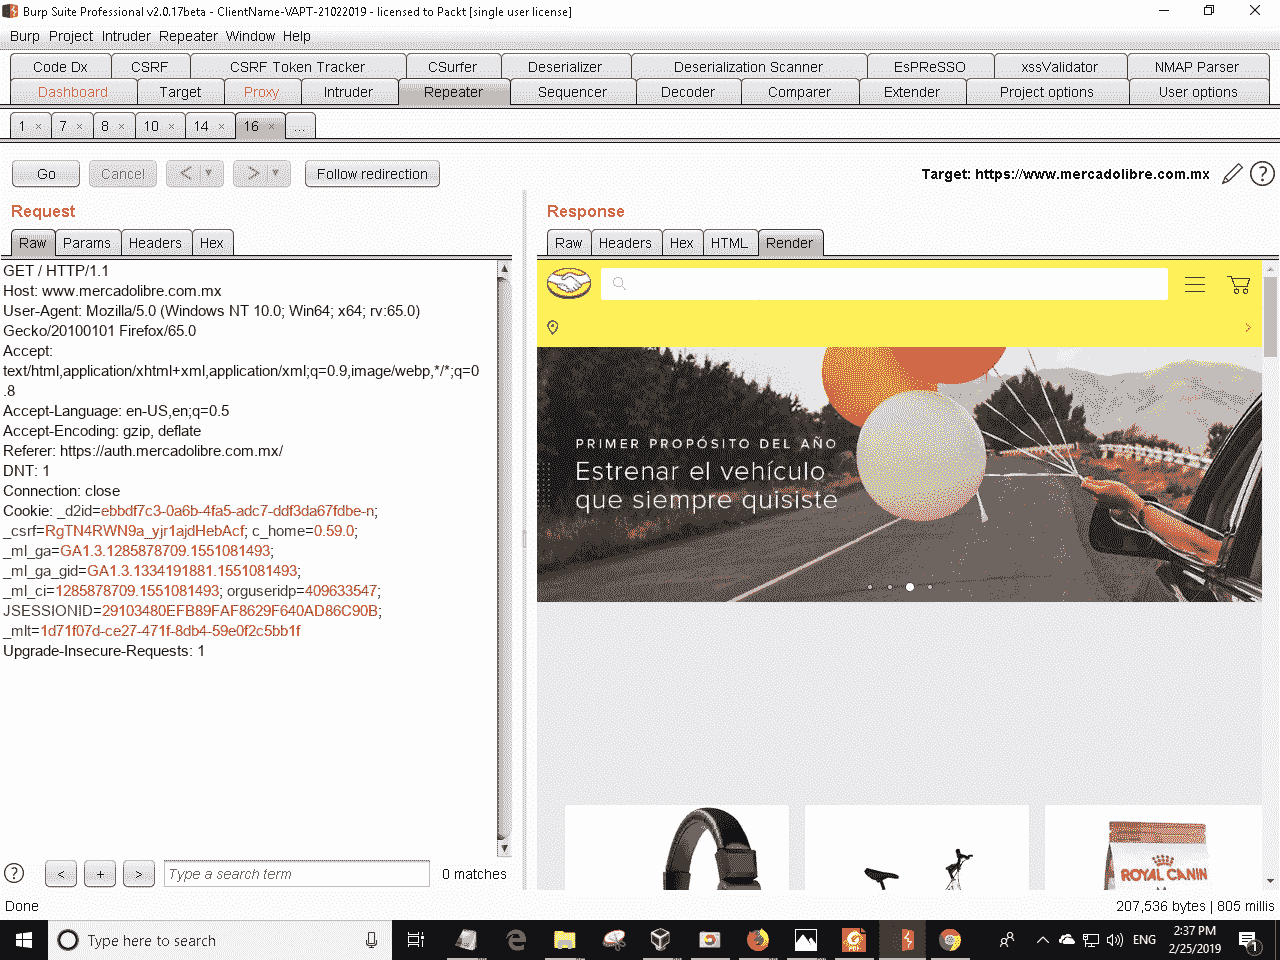 Burp Suite Professional v2.0.17beta - ClientName-VAPT-21022019 - licensed to Packt [single user license]
Burp Project Intruder Repeater Window Help
Code Dx CSRF CSRF Token Tracker CSurfer Deserializer Deserialization Scanner EsPReSSO xssValidator NMAP Parser
Dashboard Target Proxy Intruder Repeater Sequencer Decoder Comparer Extender Project options User options
1 × 7 × 8 × 10 × 14 × 16 × ...
Go Cancel < > Follow redirection Target: https://www.mercadolibre.com.mx ?
Request
Raw Params Headers Hex
GET / HTTP/1.1
Host: www.mercadolibre.com.mx
User-Agent: Mozilla/5.0 (Windows NT 10.0; Win64; x64; rv:65.0)
Gecko/20100101 Firefox/65.0
Accept:
text/html,application/xhtml+xml,application/xml;q=0.9,image/webp,*/*;q=0
.8
Accept-Language: en-US,en;q=0.5
Accept-Encoding: gzip, deflate
Referer: https://auth.mercadolibre.com.mx/
DNT: 1
Connection: close
Cookie: _d2id=ebbdf7c3-0a6b-4fa5-adc7-ddf3da67fdbe-n;
_csrf=RgTN4RWN9a_yjr1ajdHebAcf; c_home=0.59.0;
_ml_ga=GA1.3.1285878709.1551081493;
_ml_ga_gid=GA1.3.1334191881.1551081493;
_ml_ci=1285878709.1551081493; orguseridp=409633547;
JSESSIONID=29103480EFB89FAF8629F640AD86C90B;
_mlt=1d71f07d-ce27-471f-8db4-59e0f2c5bb1f
Upgrade-Insecure-Requests: 1
? < + > Type a search term 0 matches
Response
Raw Headers Hex HTML Render
PRIMER PROPÓSITO DEL AÑO
Estrenar el vehículo
que siempre quisiste
ROYAL CANIN
Done 207,536 bytes | 805 millis
Type here to search ENG 2:37 PM
2/25/2019 1